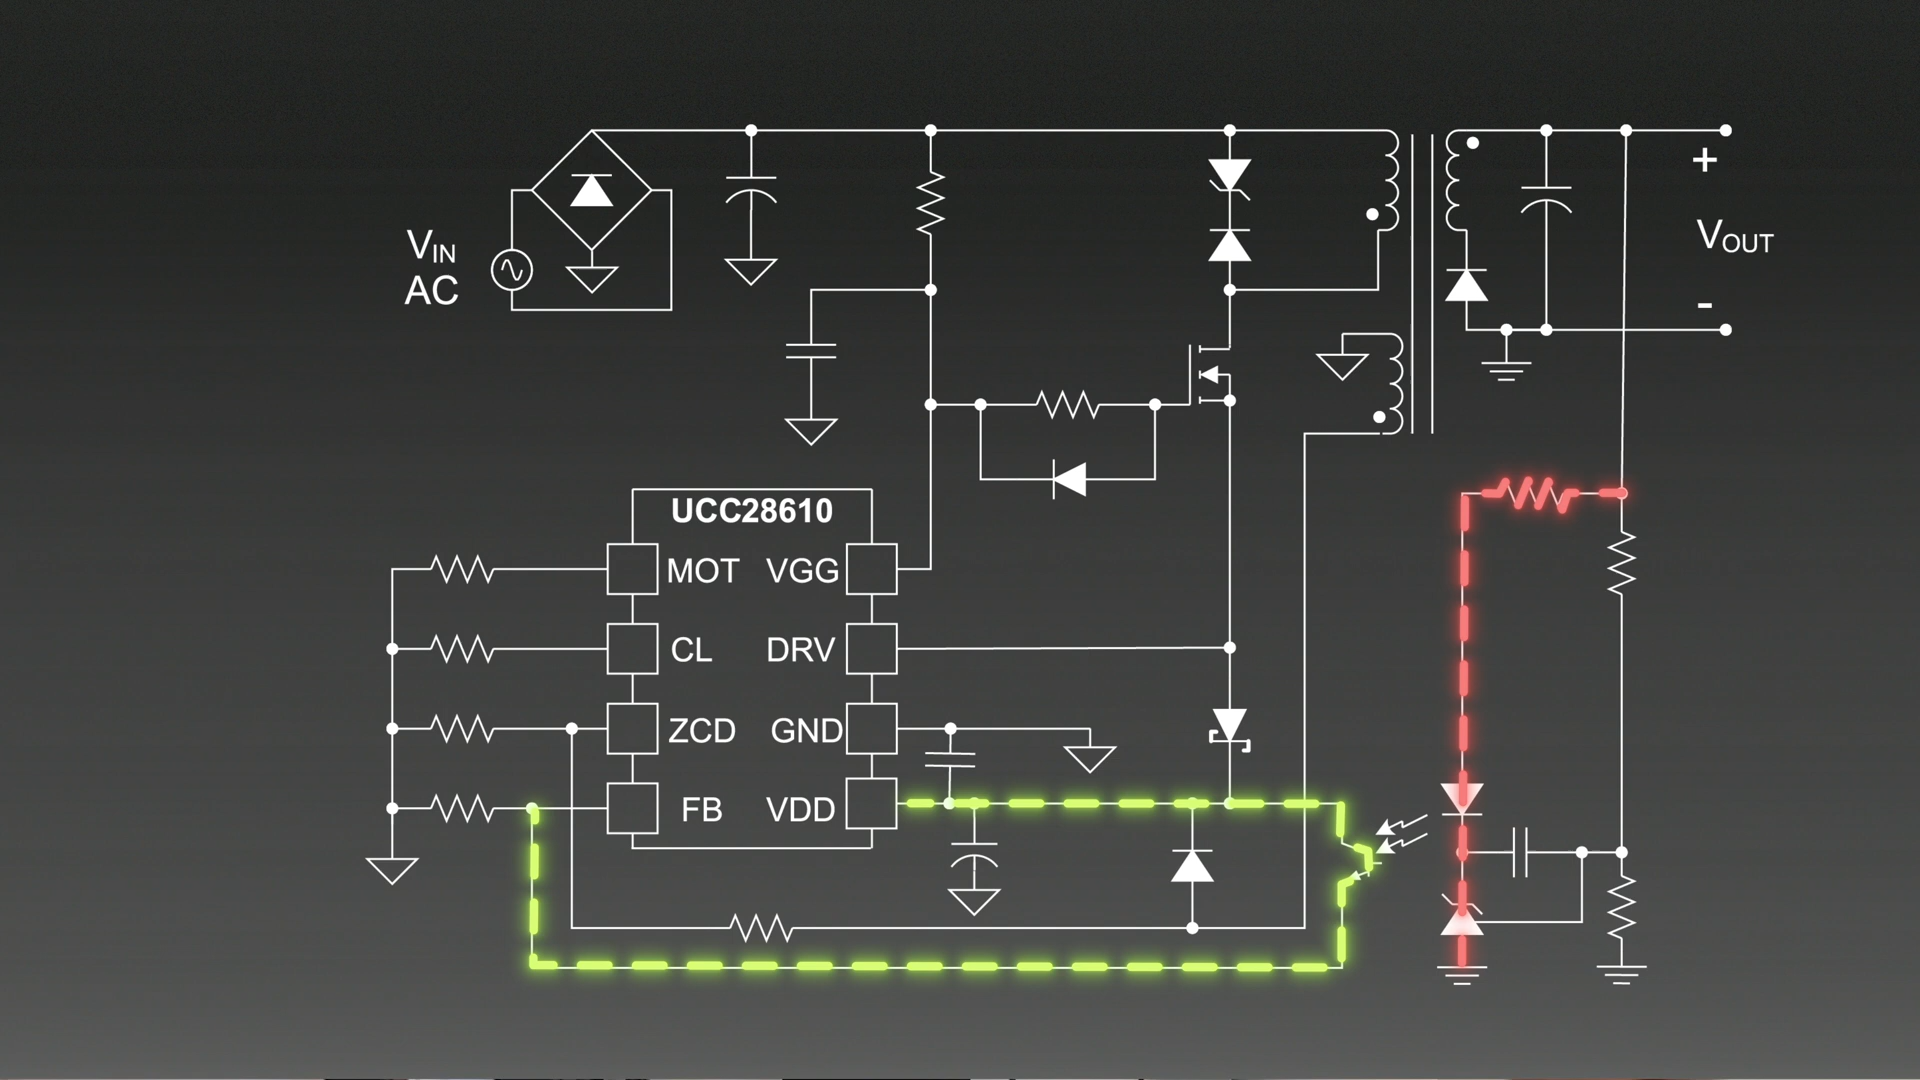 VIN
AC
+
VOUT
-
UCC28610
MOT VGG
CL DRV
ZCD GND
FB VDD